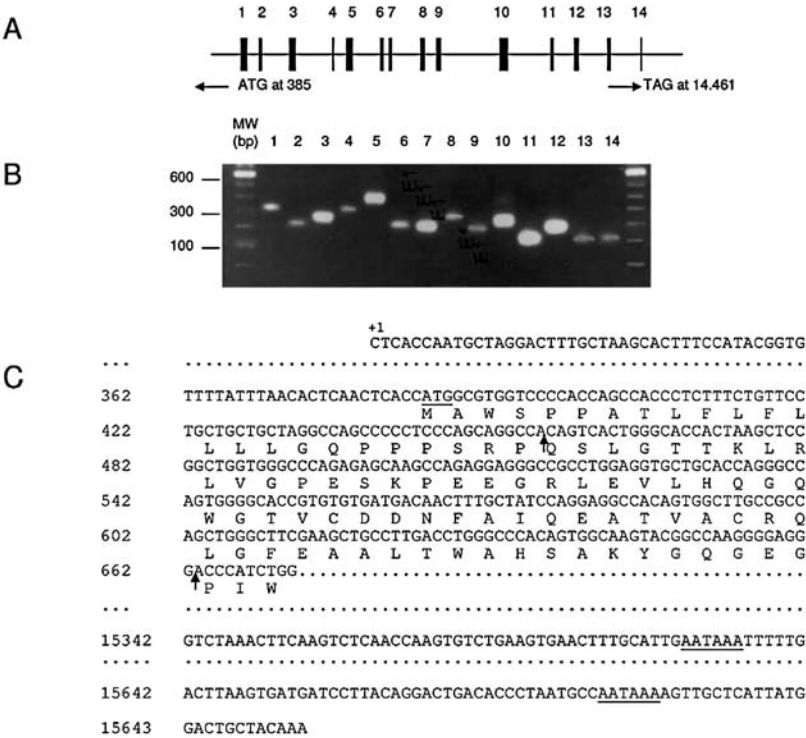 A
1 2 3 4 5 6 7 8 9 10 11 12 13 14
ATG at 385
TAG at 14.461
B
MW
(bp) 1 2 3 4 5 6 7 8 9 10 11 12 13 14
600
300
100
C
+1
CTCACCAATGCTAGGACTTTGCTAAGCACTTTCCATACGGTG
... ............................................................
362 TTTTATTTAACACTCAACTCACCATGGCGTGGTCCCCACCAGCCACCCTCTTTCTGTTCC
M A W S P P A T L F L F L
422 TGCTGCTGCTAGGCCAGCCCCCTCCCAGCAGGCCACAGTCACTGGGCACCACTAAGCTCC
L L L G Q P P P S R P Q S L G T T K L R
482 GGCTGGTGGGCCCAGAGAGCAAGCCAGAGGAGGGCCGCCTGGAGGTGCTGCACCAGGGCC
L V G P E S K P E E G R L E V L H Q G Q
542 AGTGGGGCACCGTGTGTGATGACAACTTTGCTATCCAGGAGGCCACAGTGGCTTGCCGCC
W G T V C D D N F A I Q E A T V A C R Q
602 AGCTGGGCTTCGAAGCTGCCTTGACCTGGGCCCACAGTGGCAAGTACGGCCAAGGGGAGG
L G F E A A L T W A H S A K Y G Q G E G
662 GACCCATCTGG..................................................
P I W
... ............................................................
15342 GTCTAAACTTCAAGTCTCAACCAAGTGTCTGAAGTGAACTTTGCATTGAATAAATTTTTG
..... ............................................................
15642 ACTTAAGTGATGATCCTTACAGGACTGACACCCTAATGCCAATAAAAGTTGCTCATTATG
15643 GACTGCTACAAA